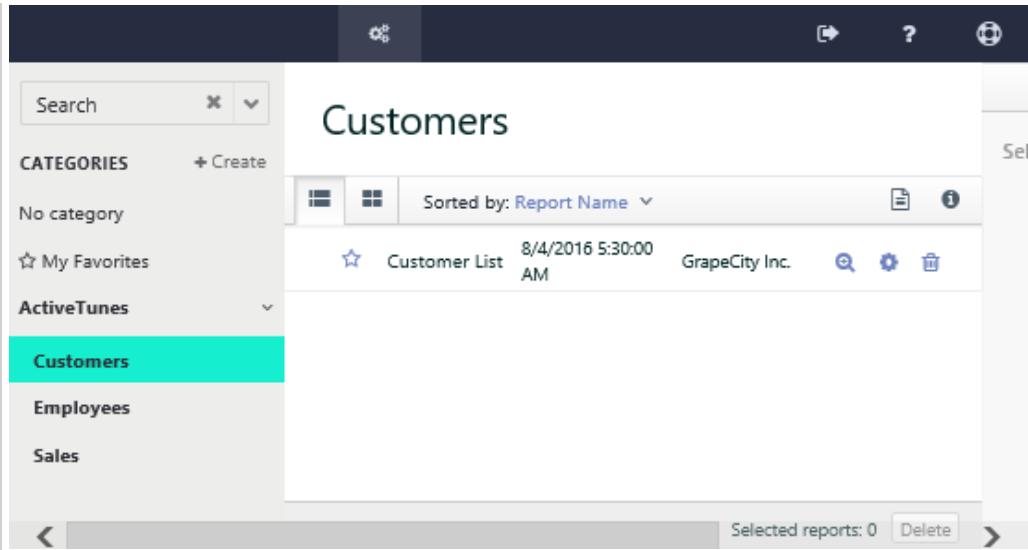 ?
Search
CATEGORIES + Create
No category
My Favorites
ActiveTunes
Customers
Employees
Sales
Customers
Sorted by: Report Name
Customer List 8/4/2016 5:30:00 AM GrapeCity Inc.
Selected reports: 0 Delete